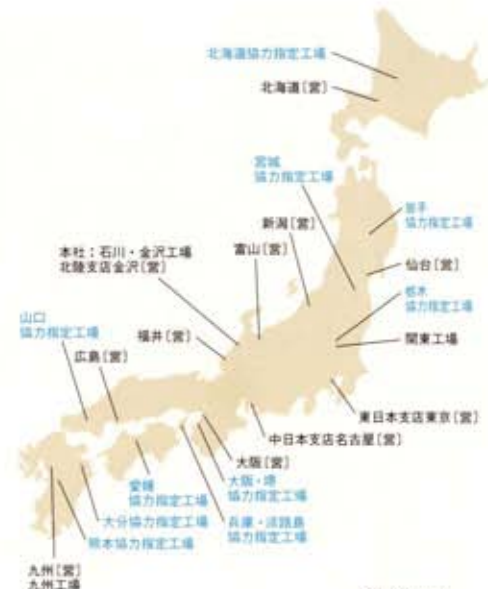 北海道協力指定工場
北海道[営]
宮城
協力指定工場
岩手
協力指定工場
新潟[営]
富山[営]
本社：石川・金沢工場
北陸支店金沢[営]
仙台[営]
栃木
協力指定工場
山口
協力指定工場
福井[営]
関東工場
広島[営]
東日本支店東京[営]
中日本支店名古屋[営]
大阪[営]
愛媛
協力指定工場
大阪・堺
協力指定工場
大分協力指定工場
兵庫・淡路島
協力指定工場
熊本協力指定工場
九州[営]
九州工場